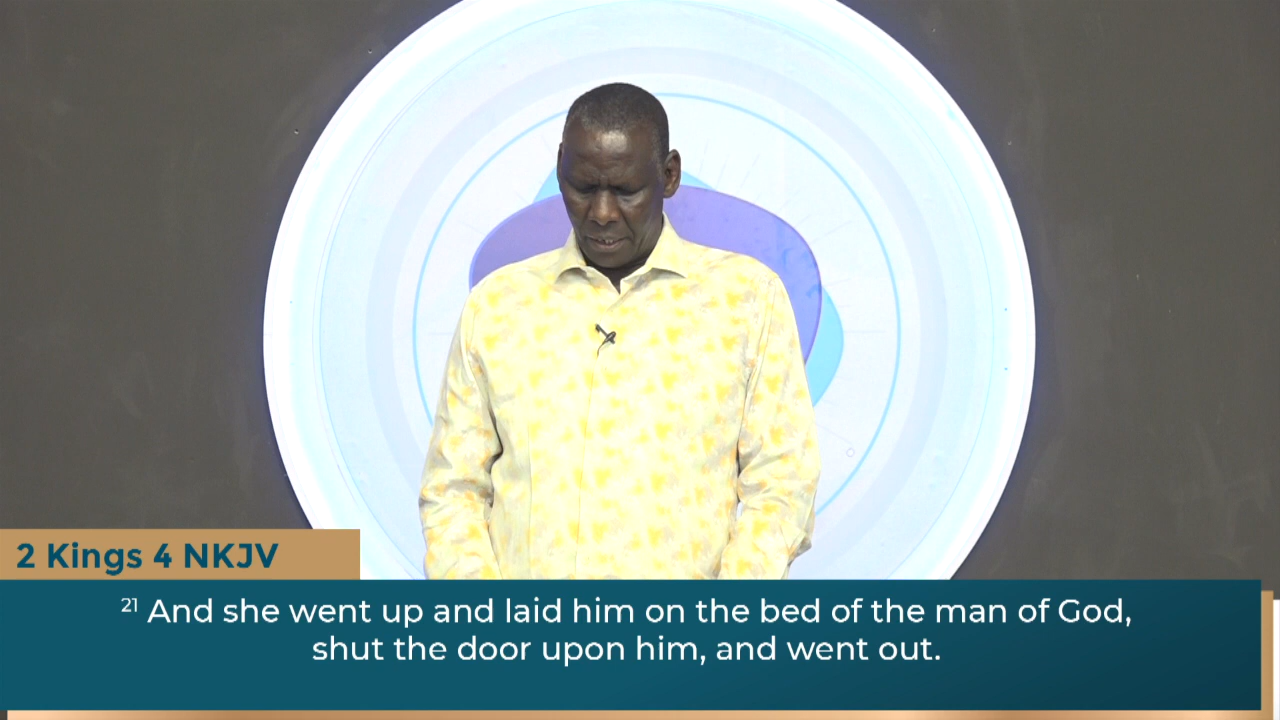 2 Kings 4 NKJV
21 And she went up and laid him on the bed of the man of God,
shut the door upon him, and went out.